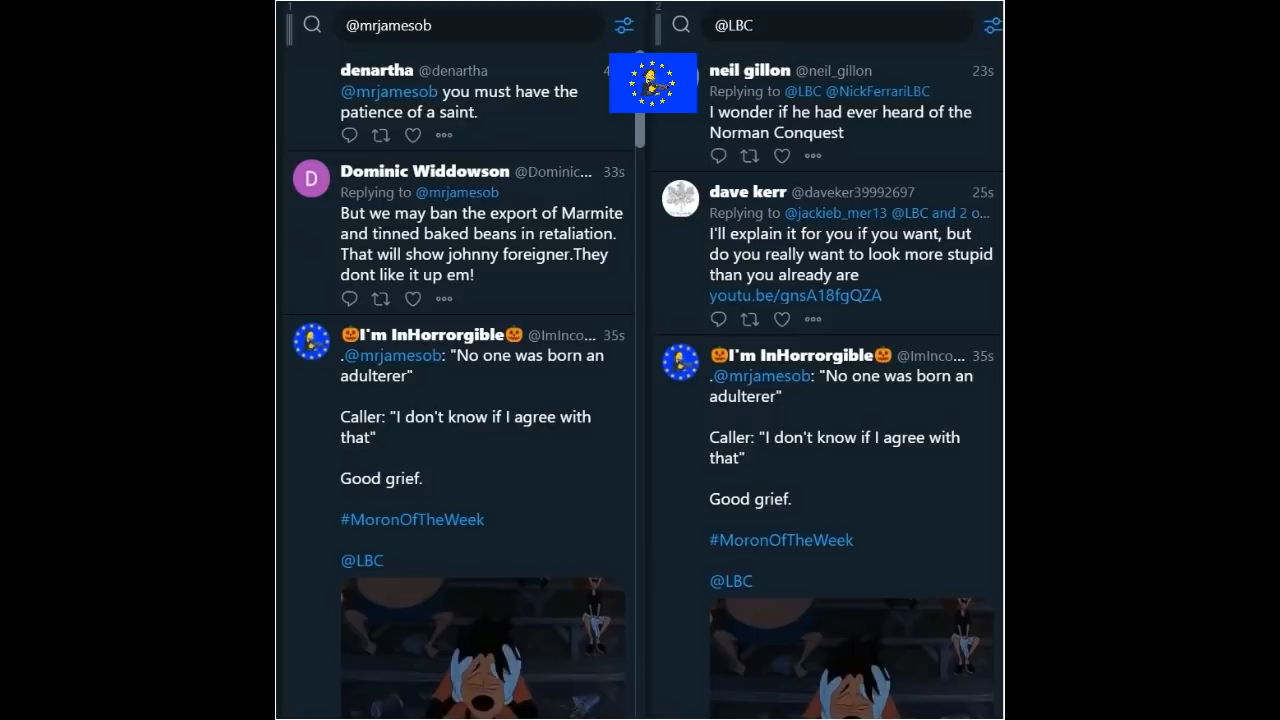 1
@mrjamesob
denartha @denartha
@mrjamesob you must have the
patience of a saint.
Dominic Widdowson @Dominic... 33s
Replying to @mrjamesob
But we may ban the export of Marmite
and tinned baked beans in retaliation.
That will show johnny foreigner.They
dont like it up em!
D
🎃I'm InHorrorgible🎃 @ImInco... 35s
.@mrjamesob: "No one was born an
adulterer"
Caller: "I don't know if I agree with
that"
Good grief.
#MoronOfTheWeek
@LBC
2
@LBC
neil gillon @neil_gillon 23s
Replying to @LBC @NickFerrariLBC
I wonder if he had ever heard of the
Norman Conquest
dave kerr @daveker39992697 25s
Replying to @jackieb_mer13 @LBC and 2 o...
I'll explain it for you if you want, but
do you really want to look more stupid
than you already are
youtu.be/gnsA18fgQZA
🎃I'm InHorrorgible🎃 @ImInco... 35s
.@mrjamesob: "No one was born an
adulterer"
Caller: "I don't know if I agree with
that"
Good grief.
#MoronOfTheWeek
@LBC